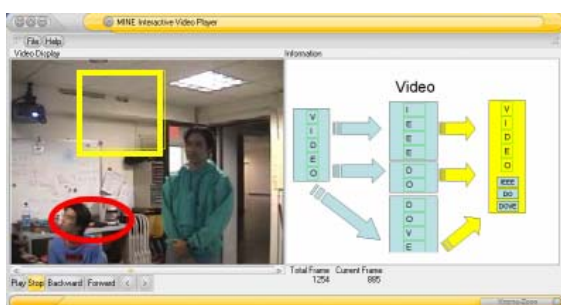 MINE Interactive Video Player
File Help
Video Display
Information
Video
V
I
D
E
O
I
E
E
E
D
O
D
O
V
E
V
I
D
E
O
IEEE
DO
DOVE
Total Frame Current Frame
1254 885
Play Stop Backward Forward < >